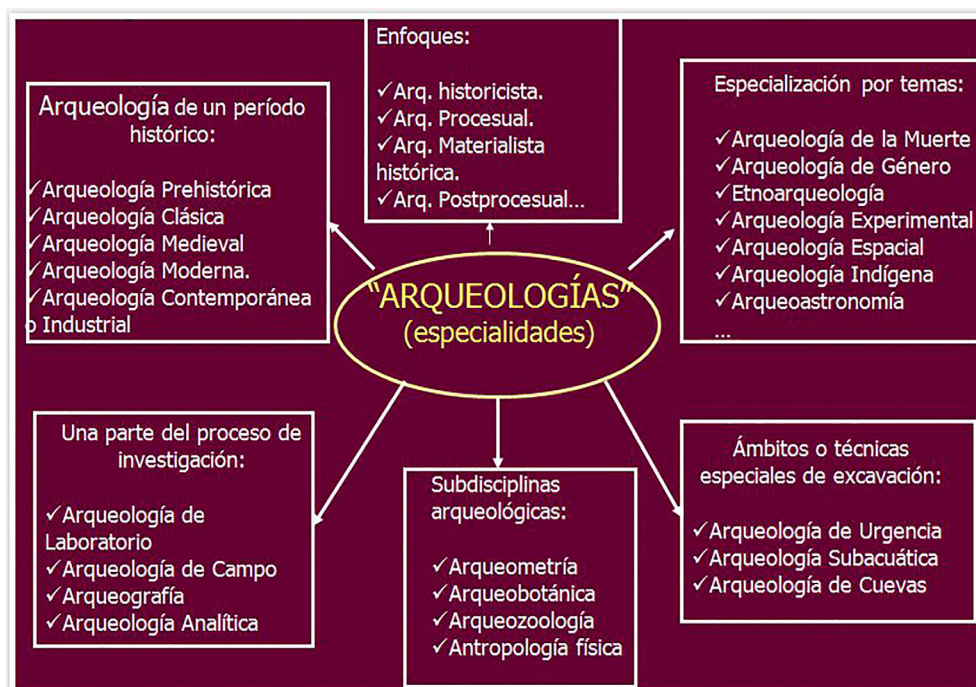 Enfoques:
✓Arq. historicista.
✓Arq. Procesual.
✓Arq. Materialista
histórica.
✓Arq. Postprocesual...
Arqueología de un período
histórico:
✓Arqueología Prehistórica
✓Arqueología Clásica
✓Arqueología Medieval
✓Arqueología Moderna.
✓Arqueología Contemporánea
o Industrial
Especialización por temas:
✓Arqueología de la Muerte
✓Arqueología de Género
✓Etnoarqueología
✓Arqueología Experimental
✓Arqueología Espacial
✓Arqueología Indígena
✓Arqueoastronomía
...
“ARQUEOLOGÍAS”
(especialidades)
Una parte del proceso de
investigación:
✓Arqueología de
Laboratorio
✓Arqueología de Campo
✓Arqueografía
✓Arqueología Analítica
Subdisciplinas
arqueológicas:
✓Arqueometría
✓Arqueobotánica
✓Arqueozoología
✓Antropología física
Ámbitos o técnicas
especiales de excavación:
✓Arqueología de Urgencia
✓Arqueología Subacuática
✓Arqueología de Cuevas